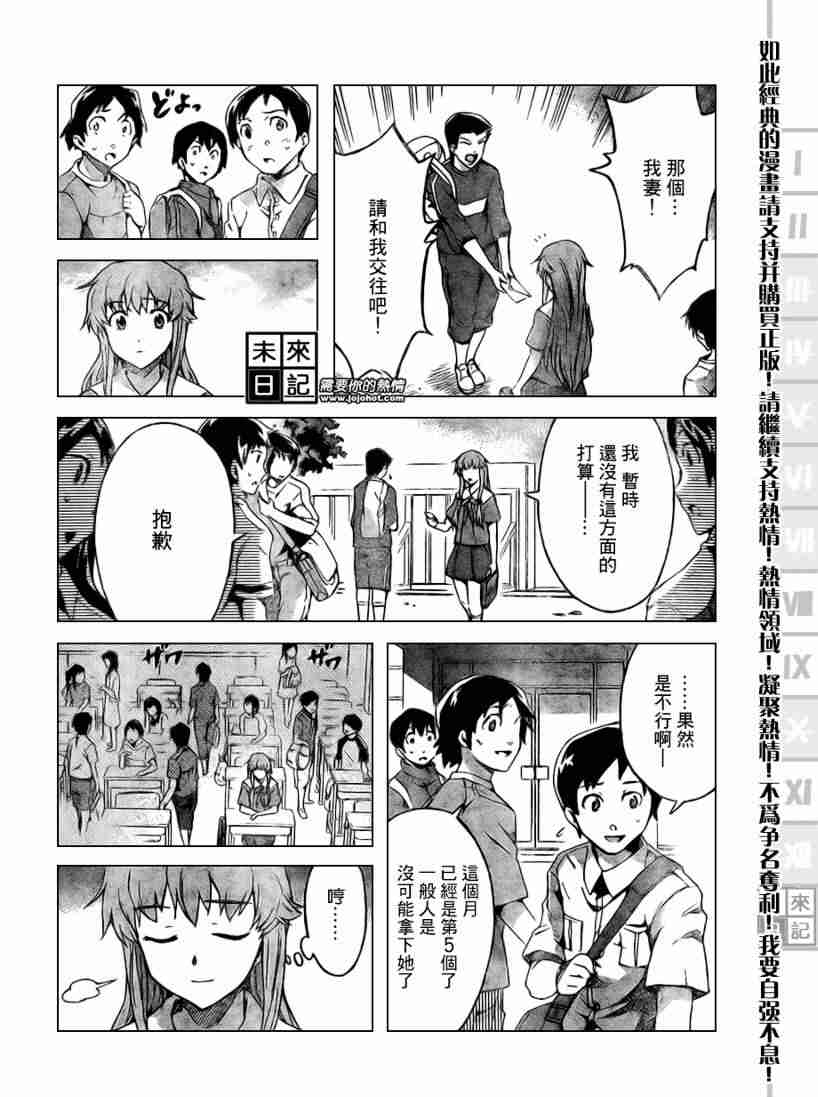 那個…
我妻！
請和我交往吧！
どよっ
未來
日記
需要你的熱情
www.jojohot.com
我 暫時
還沒有這方面的
打算——…
抱歉
……果然
是不行啊—
這個月
已經是第5個了
一般人是
沒可能拿下她了
ザワ
ザワ
哼…
如此經典的漫畫請支持并購買正版！請繼續支持熱情！熱情領域！凝聚熱情！不爲争名奪利！我要自强不息！
I
II
III
IV
V
VI
VII
VIII
IX
X
XI
XII
來
記